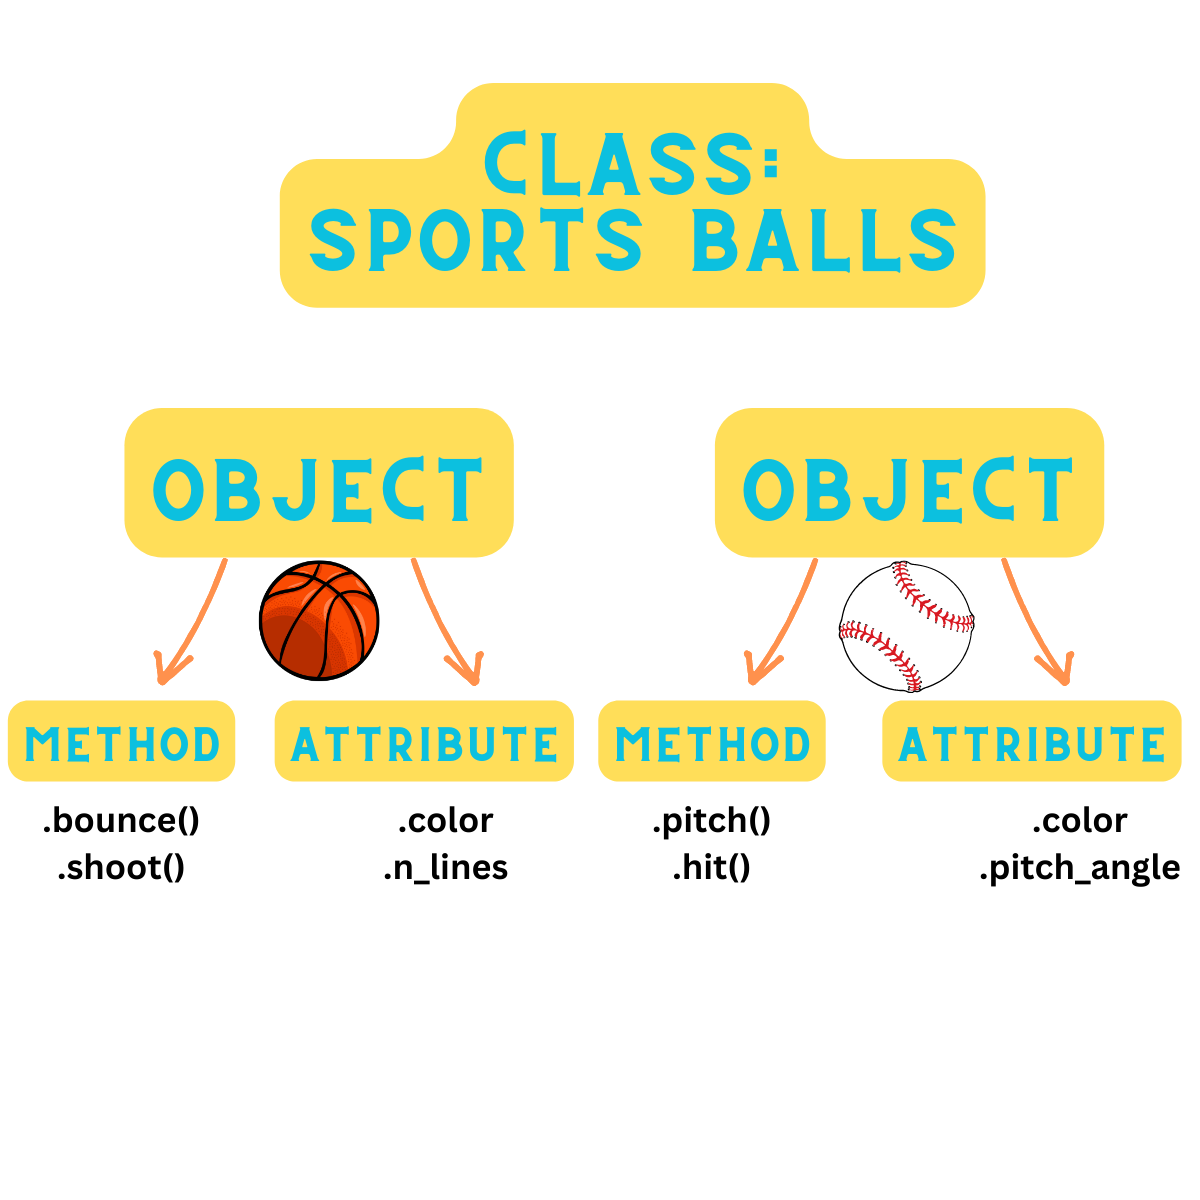 CLASS:
SPORTS BALLS
OBJECT
OBJECT
METHOD
ATTRIBUTE
METHOD
ATTRIBUTE
.bounce()
.shoot()
.color
.n_lines
.pitch()
.hit()
.color
.pitch_angle